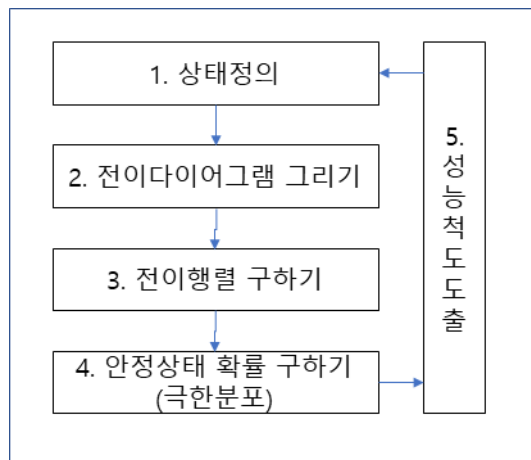 1. 상태정의
2. 전이다이어그램 그리기
3. 전이행렬 구하기
4. 안정상태 확률 구하기
(극한분포)
5.
성
능
척
도
도
출